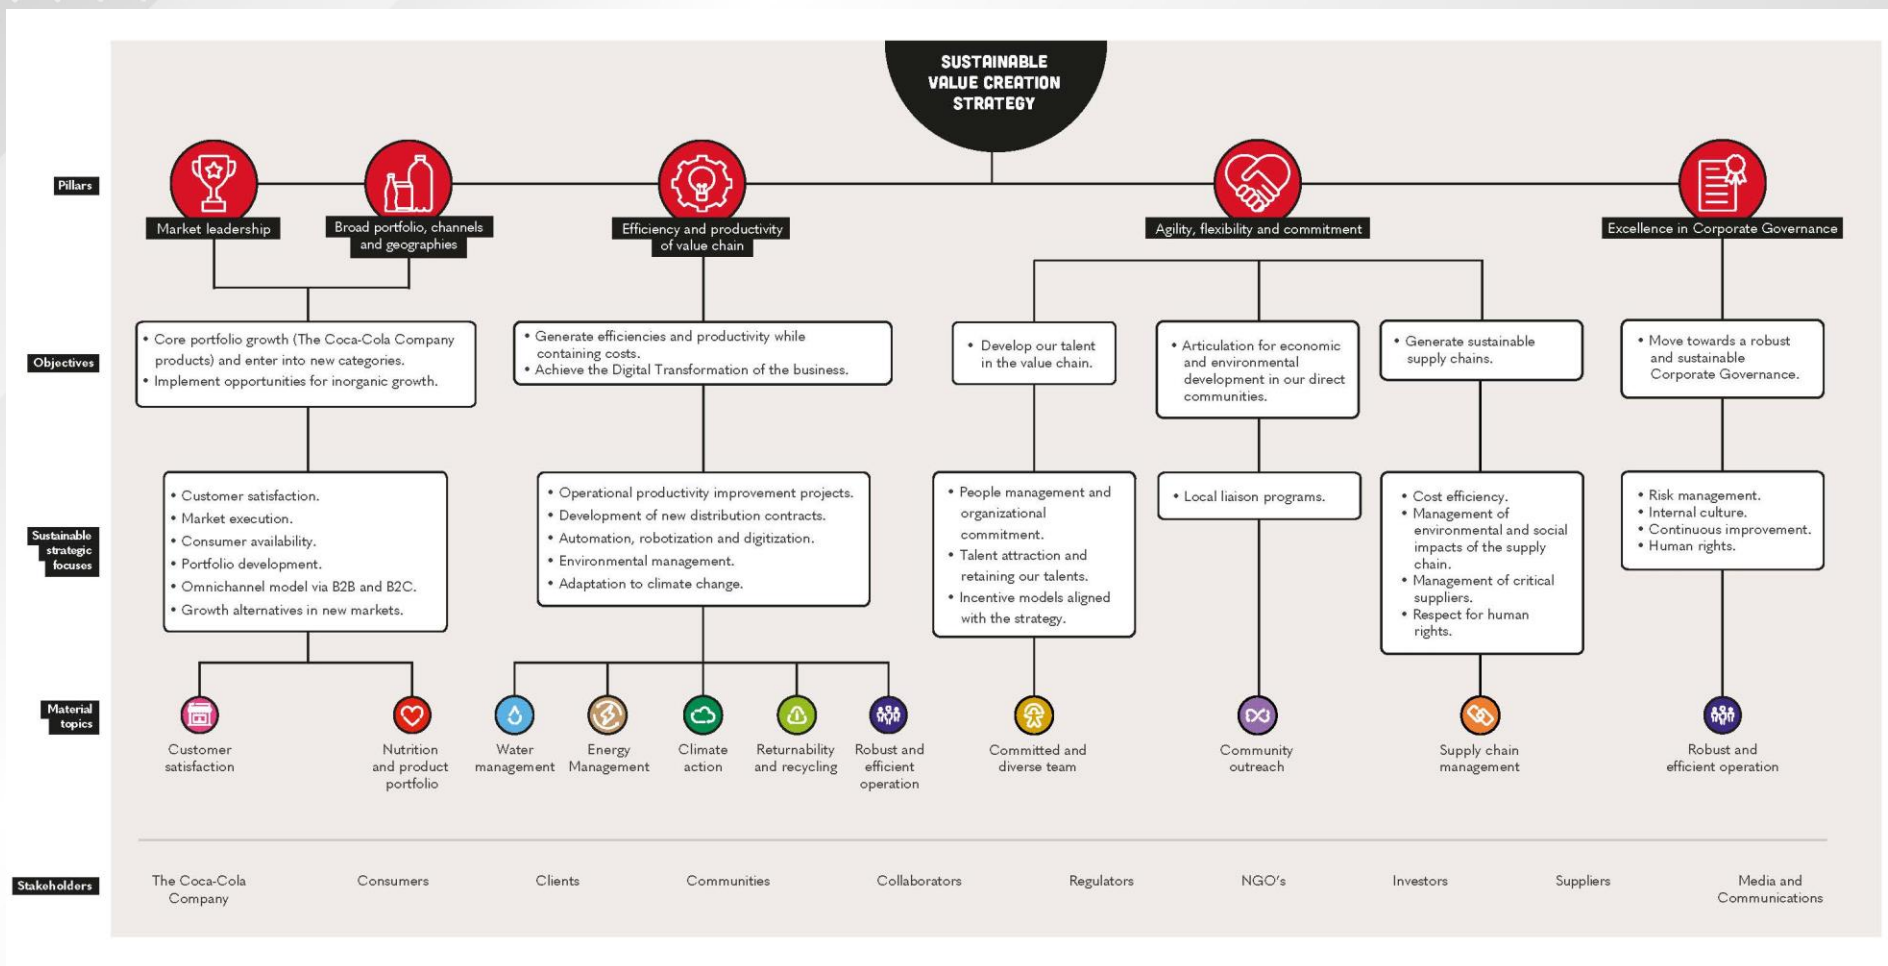 SUSTAINABLE
VALUE CREATION
STRATEGY
Pillars
Market leadership
Broad portfolio, channels
and geographies
Efficiency and productivity
of value chain
Agility, flexibility and commitment
Excellence in Corporate Governance
Objectives
• Core portfolio growth (The Coca-Cola Company
products) and enter into new categories.
• Implement opportunities for inorganic growth.
• Generate efficiencies and productivity while
containing costs.
• Achieve the Digital Transformation of the business.
• Develop our talent
in the value chain.
• Articulation for economic
and environmental
development in our direct
communities.
• Generate sustainable
supply chains.
• Move towards a robust
and sustainable
Corporate Governance.
Sustainable
strategic
focuses
• Customer satisfaction.
• Market execution.
• Consumer availability.
• Portfolio development.
• Omnichannel model via B2B and B2C.
• Growth alternatives in new markets.
• Operational productivity improvement projects.
• Development of new distribution contracts.
• Automation, robotization and digitization.
• Environmental management.
• Adaptation to climate change.
• People management and
organizational
commitment.
• Talent attraction and
retaining our talents.
• Incentive models aligned
with the strategy.
• Local liaison programs.
• Cost efficiency.
• Management of
environmental and social
impacts of the supply
chain.
• Management of critical
suppliers.
• Respect for human
rights.
• Risk management.
• Internal culture.
• Continuous improvement.
• Human rights.
Material
topics
Customer
satisfaction
Nutrition
and product
portfolio
Water
management
Energy
Management
Climate
action
Returnability
and recycling
Robust and
efficient
operation
Committed and
diverse team
Community
outreach
Supply chain
management
Robust and
efficient operation
Stakeholders
The Coca-Cola
Company
Consumers
Clients
Communities
Collaborators
Regulators
NGO's
Investors
Suppliers
Media and
Communications